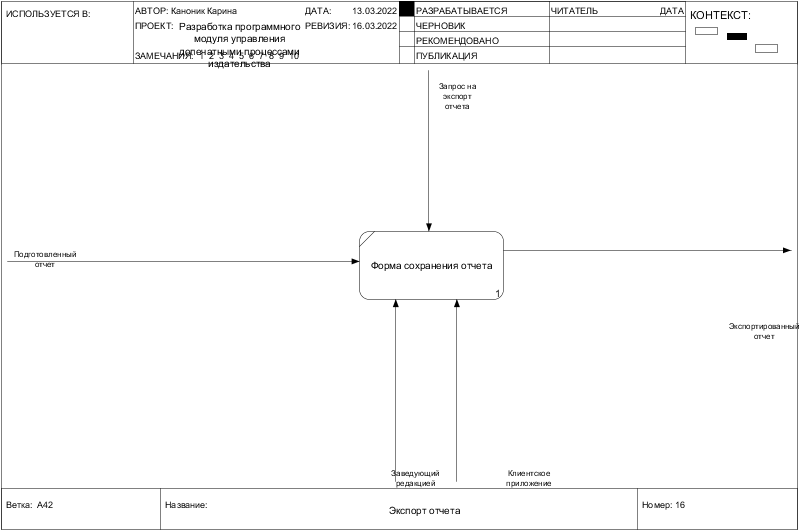 ИСПОЛЬЗУЕТСЯ В:
АВТОР: Каноник Карина
ДАТА: 13.03.2022
ПРОЕКТ: Разработка программного
модуля управления
допечатными процессами
издательства
РЕВИЗИЯ: 16.03.2022
ЗАМЕЧАНИЯ: 1 2 3 4 5 6 7 8 9 10
РАЗРАБАТЫВАЕТСЯ
ЧЕРНОВИК
РЕКОМЕНДОВАНО
ПУБЛИКАЦИЯ
ЧИТАТЕЛЬ ДАТА
КОНТЕКСТ:
Запрос на
экспорт
отчета
Подготовленный
отчет
Форма сохранения отчета
1
Экспортированный
отчет
Заведующий
редакцией
Клиентское
приложение
Ветка: A42
Название:
Экспорт отчета
Номер: 16